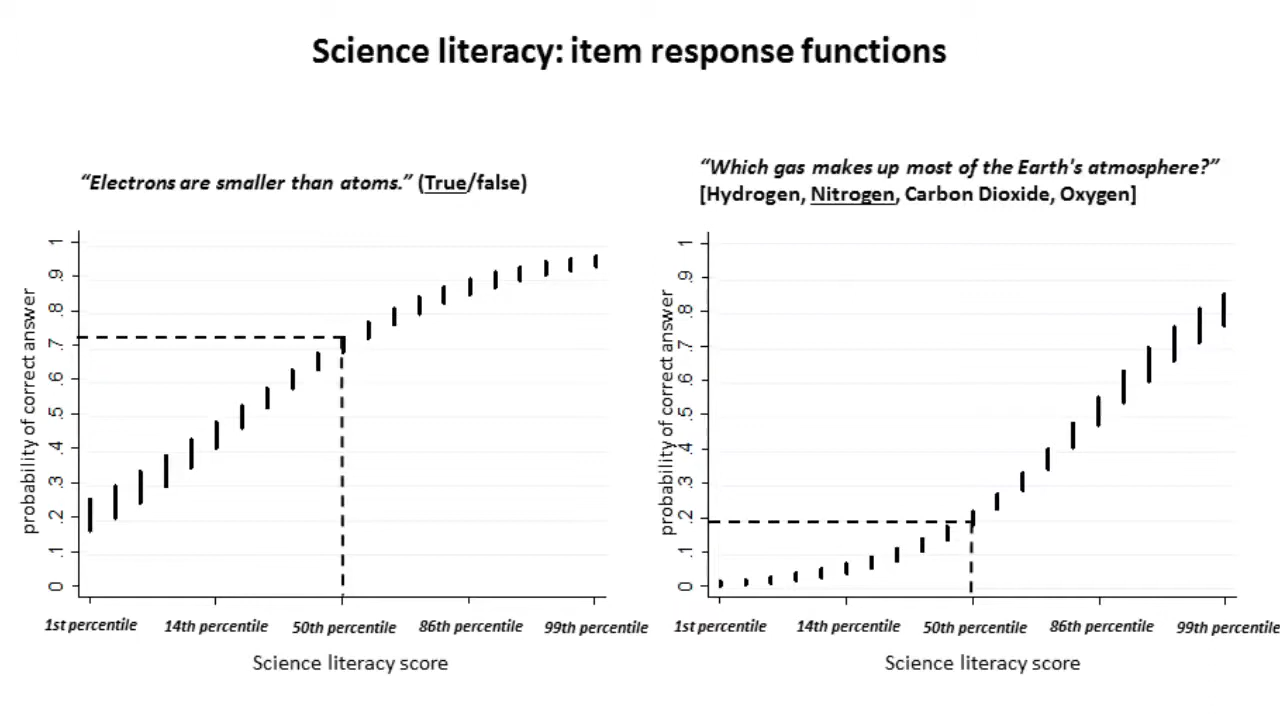 Science literacy: item response functions
“Electrons are smaller than atoms.” (True/false)
probability of correct answer
1
.9
.8
.7
.6
.5
.4
.3
.2
.1
0
1st percentile 14th percentile 50th percentile 86th percentile 99th percentile
Science literacy score
“Which gas makes up most of the Earth's atmosphere?”
[Hydrogen, Nitrogen, Carbon Dioxide, Oxygen]
probability of correct answer
1
.9
.8
.7
.6
.5
.4
.3
.2
.1
0
1st percentile 14th percentile 50th percentile 86th percentile 99th percentile
Science literacy score